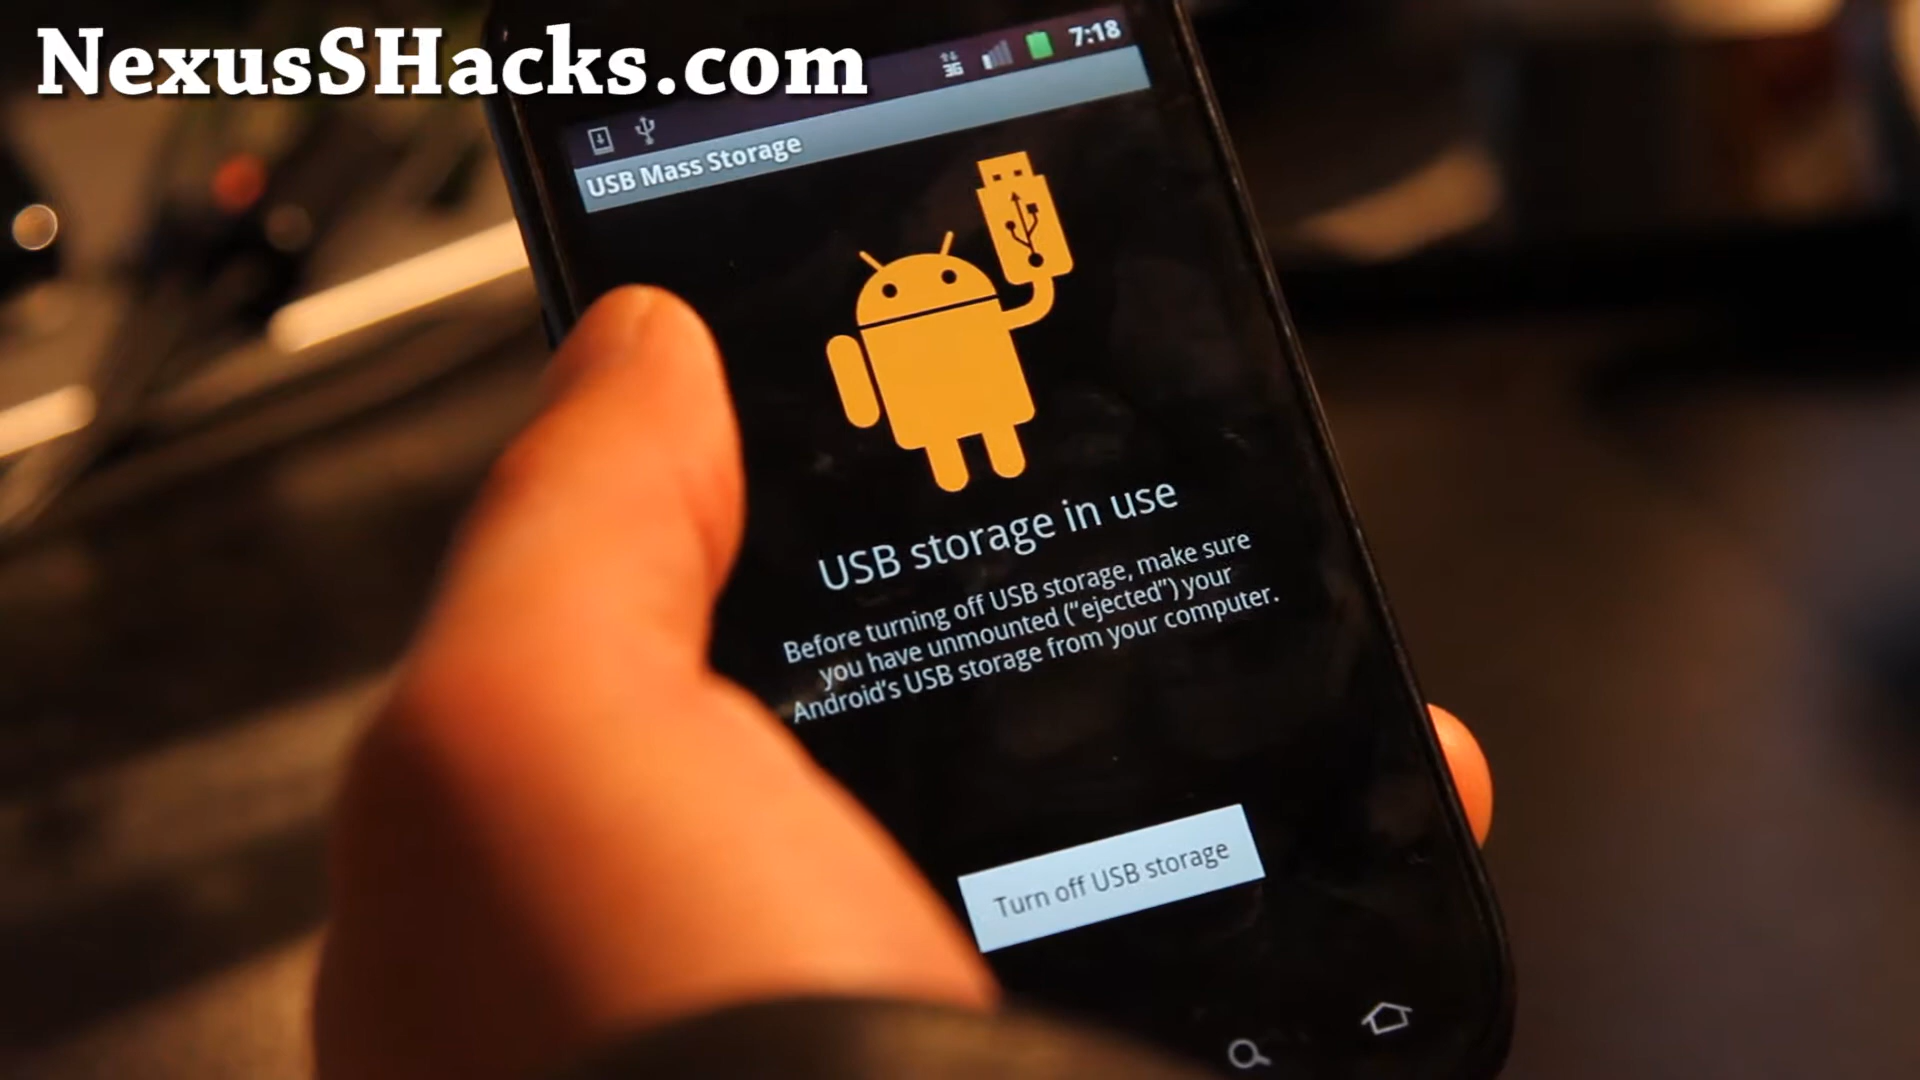 NexusSHacks.com
3G 7:18
USB Mass Storage
USB storage in use
Before turning off USB storage, make sure
you have unmounted ("ejected") your
Android's USB storage from your computer.
Turn off USB storage